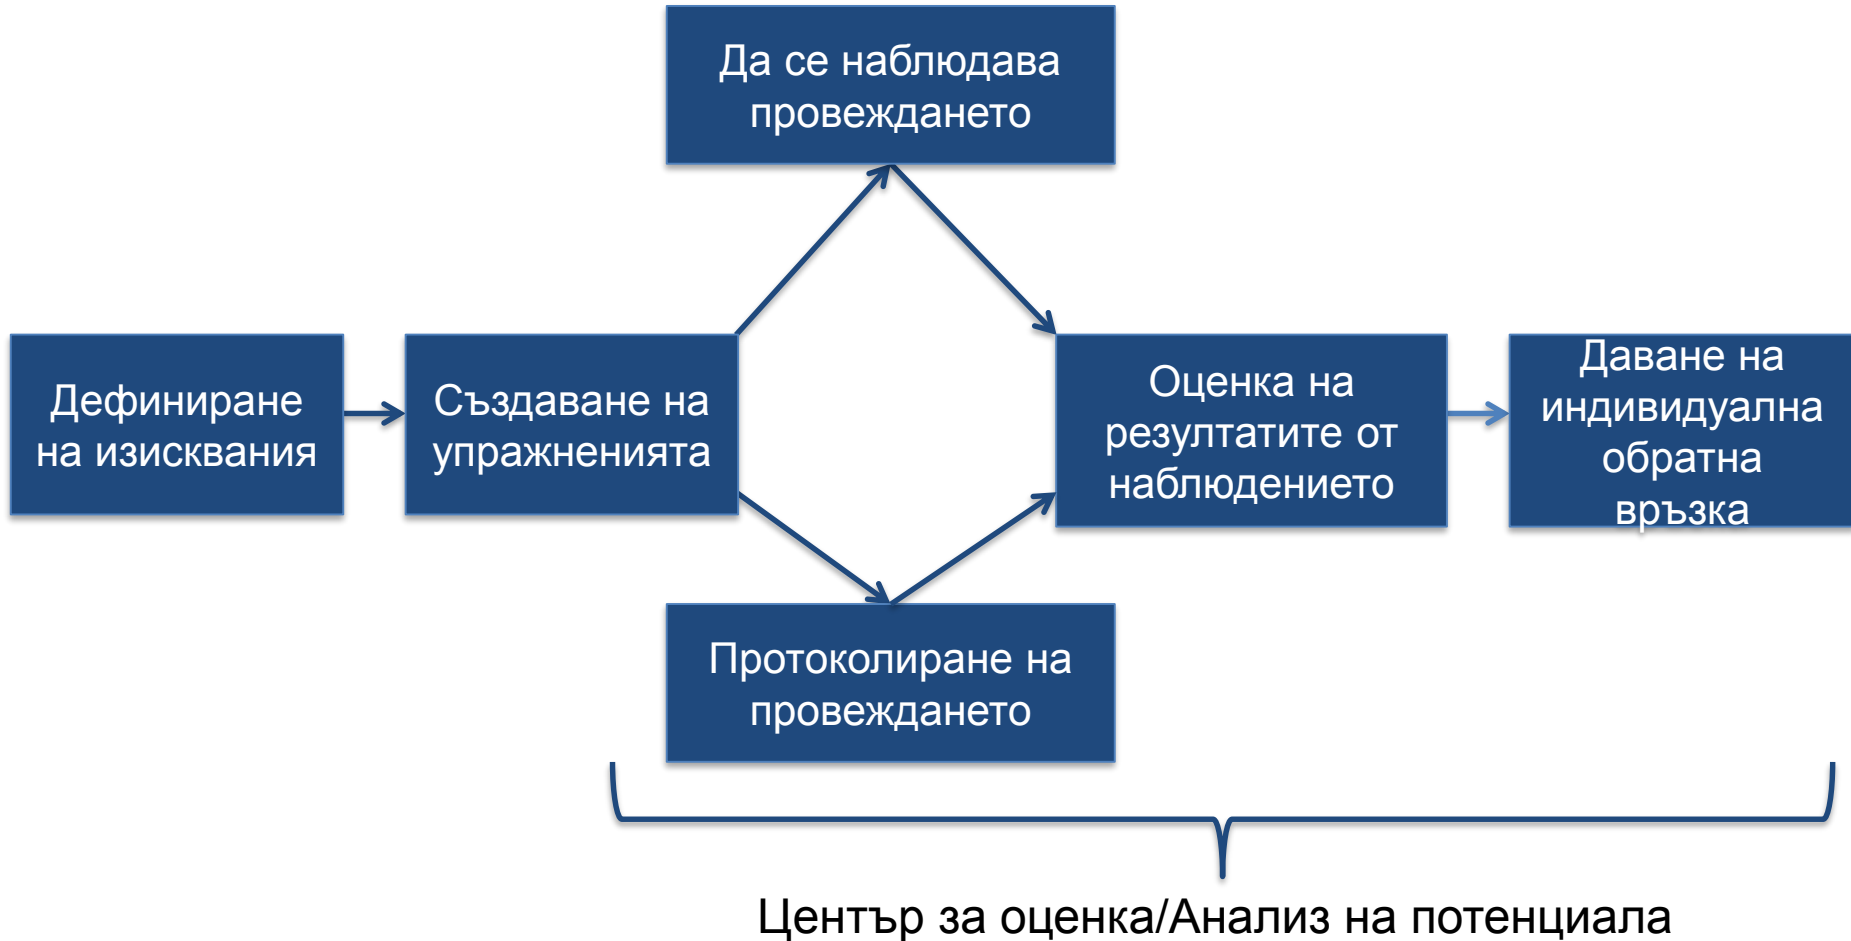 Да се наблюдава
провеждането
Дефиниране
на изисквания
Създаване на
упражненията
Оценка на
резултатите от
наблюдението
Даване на
индивидуална
обратна
връзка
Протоколиране на
провеждането
Център за оценка/Анализ на потенциала